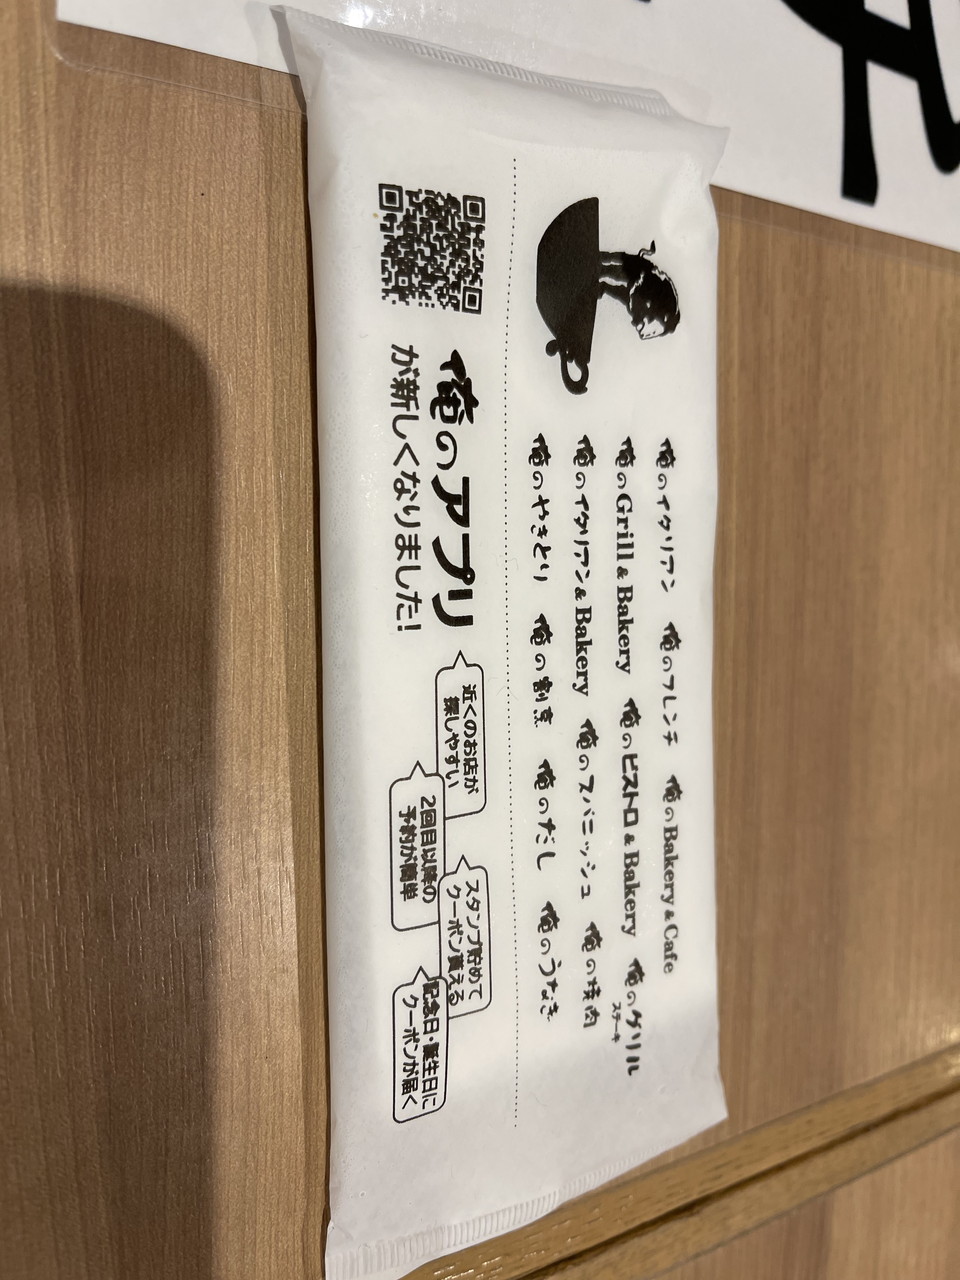 俺のイタリアン 俺のフレンチ 俺のBakery&Cafe
俺のGrill&Bakery 俺のビストロ&Bakery 俺のグリル
ステーキ
俺のイタリアン&Bakery 俺のスパニッシュ 俺の焼肉
俺のやきとり 俺の割烹 俺のだし 俺のうなぎ
俺のアプリ
が新しくなりました!
近くのお店が
探しやすい
2回目以降の
予約が簡単
スタンプ貯めて
クーポン貰える
記念日・誕生日に
クーポンが届く